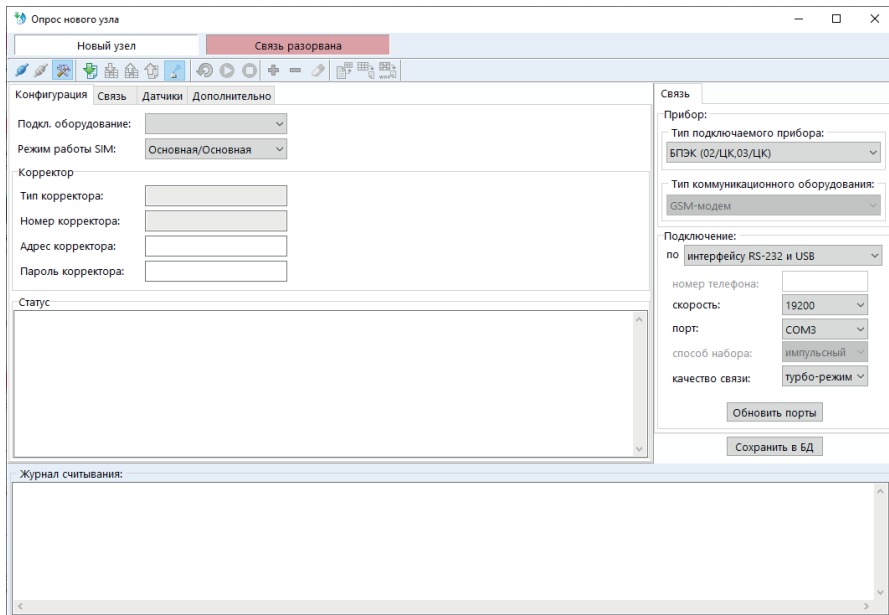 Опрос нового узла
Новый узел
Связь разорвана
Конфигурация Связь Датчики Дополнительно
Подкл. оборудование:
Режим работы SIM: Основная/Основная
Корректор
Тип корректора:
Номер корректора:
Адрес корректора:
Пароль корректора:
Статус
Связь
Прибор:
Тип подключаемого прибора:
БПЭК (02/ЦК,03/ЦК)
Тип коммуникационного оборудования:
GSM-модем
Подключение:
по интерфейсу RS-232 и USB
номер телефона:
скорость: 19200
порт: COM3
способ набора: импульсный
качество связи: турбо-режим
Обновить порты
Сохранить в БД
Журнал считывания: